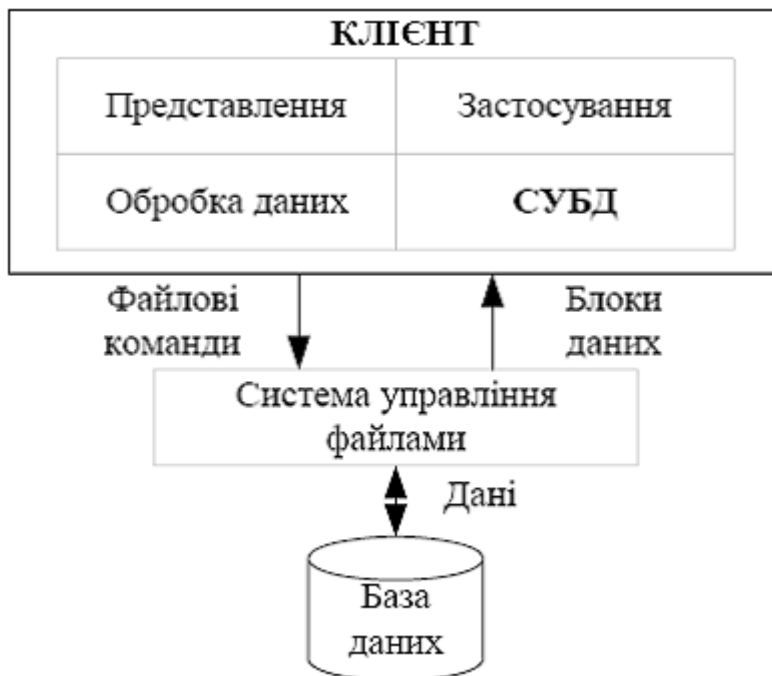 КЛІЄНТ
Представлення
Застосування
Обробка даних
СУБД
Файлові
команди
Блоки
даних
Система управління
файлами
Дані
База
даних